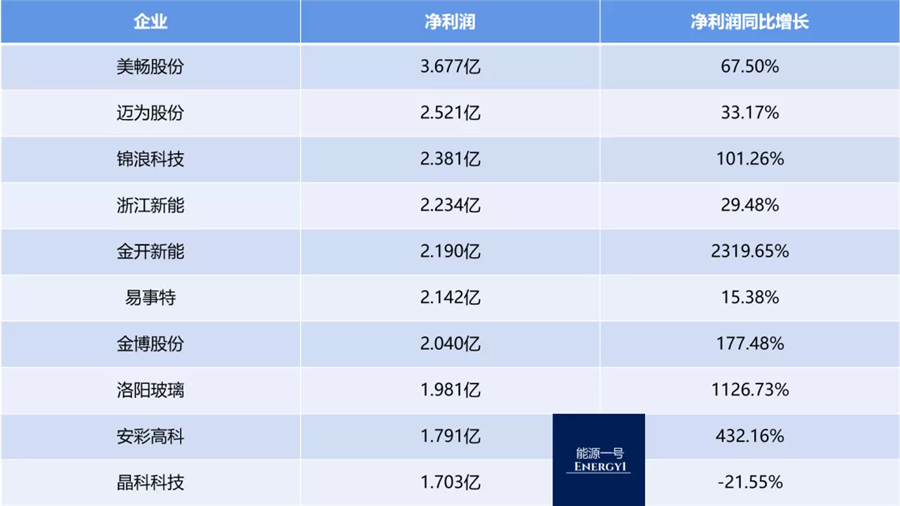 企业 净利润 净利润同比增长
美畅股份 3.677亿 67.50%
迈为股份 2.521亿 33.17%
锦浪科技 2.381亿 101.26%
浙江新能 2.234亿 29.48%
金开新能 2.190亿 2319.65%
易事特 2.142亿 15.38%
金博股份 2.040亿 177.48%
洛阳玻璃 1.981亿 1126.73%
安彩高科 1.791亿 432.16%
晶科科技 1.703亿 -21.55%
能源一号
ENERGY1